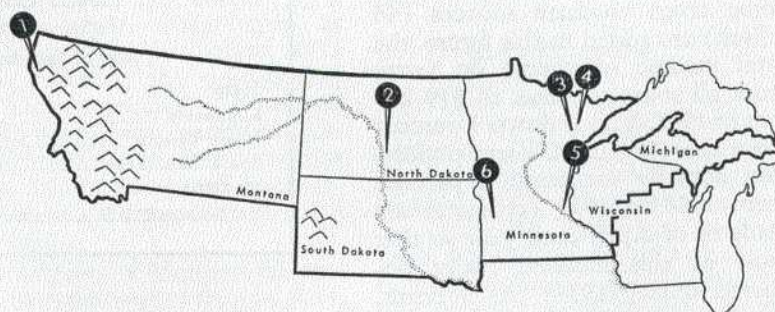 1
2
3
4
5
6
Montana
North Dakota
South Dakota
Minnesota
Wisconsin
Michigan